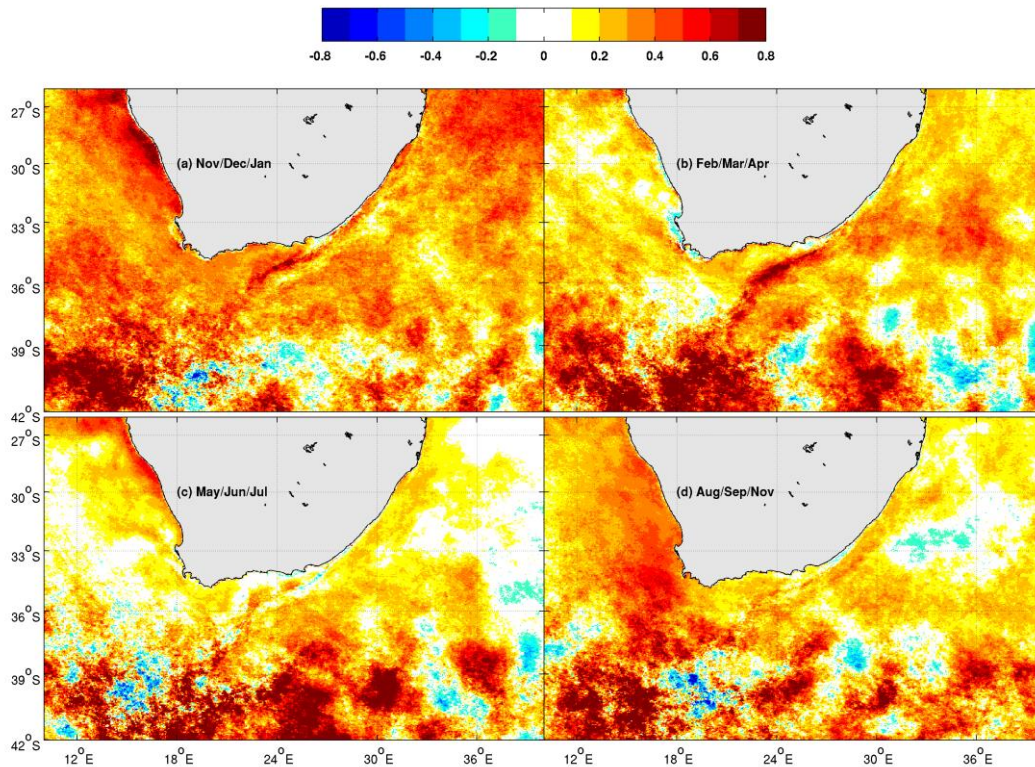 -0.8 -0.6 -0.4 -0.2 0 0.2 0.4 0.6 0.8
27°S
(a) Nov/Dec/Jan (b) Feb/Mar/Apr
30°S
33°S
36°S
39°S
42°S
27°S
(c) May/Jun/Jul (d) Aug/Sep/Nov
30°S
33°S
36°S
39°S
42°S
12°E 18°E 24°E 30°E 36°E 12°E 18°E 24°E 30°E 36°E